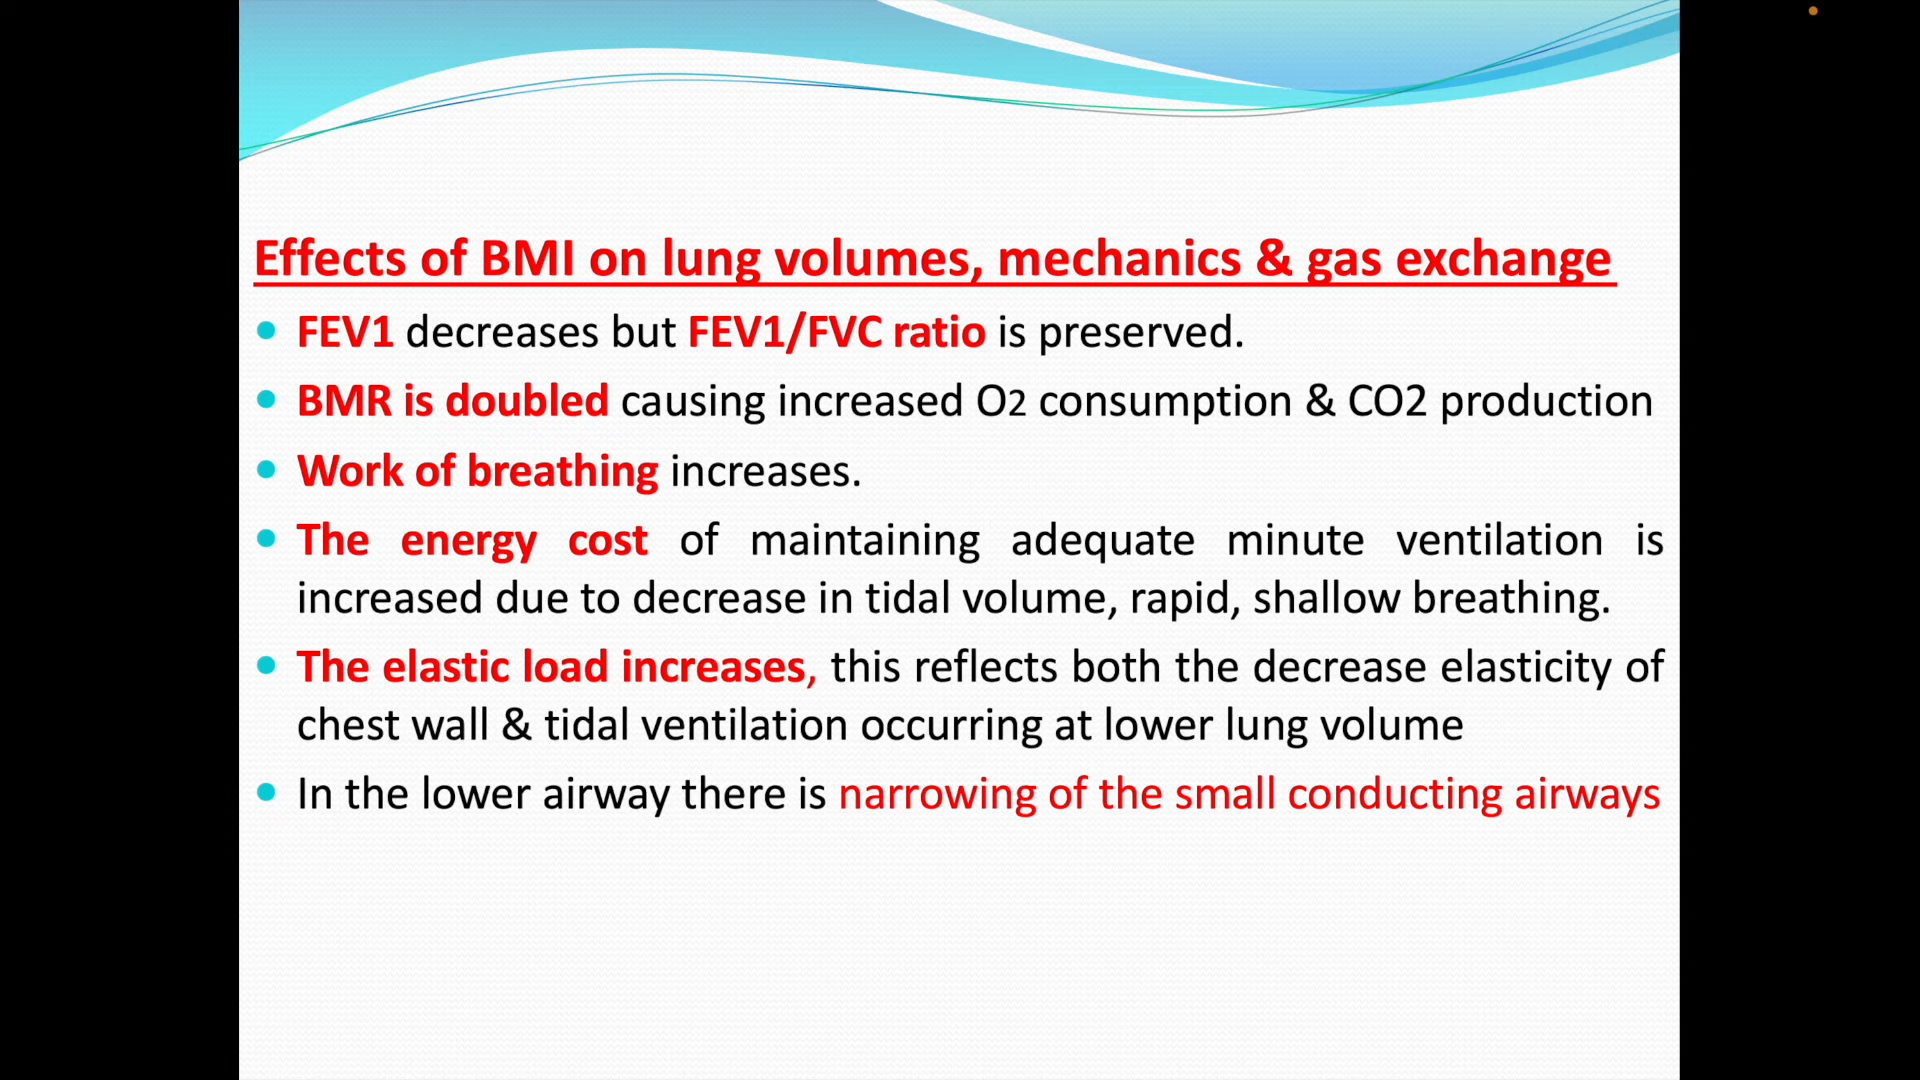 Effects of BMI on lung volumes, mechanics & gas exchange
FEV1 decreases but FEV1/FVC ratio is preserved.
BMR is doubled causing increased O2 consumption & CO2 production
Work of breathing increases.
The energy cost of maintaining adequate minute ventilation is
increased due to decrease in tidal volume, rapid, shallow breathing.
The elastic load increases, this reflects both the decrease elasticity of
chest wall & tidal ventilation occurring at lower lung volume
In the lower airway there is narrowing of the small conducting airways